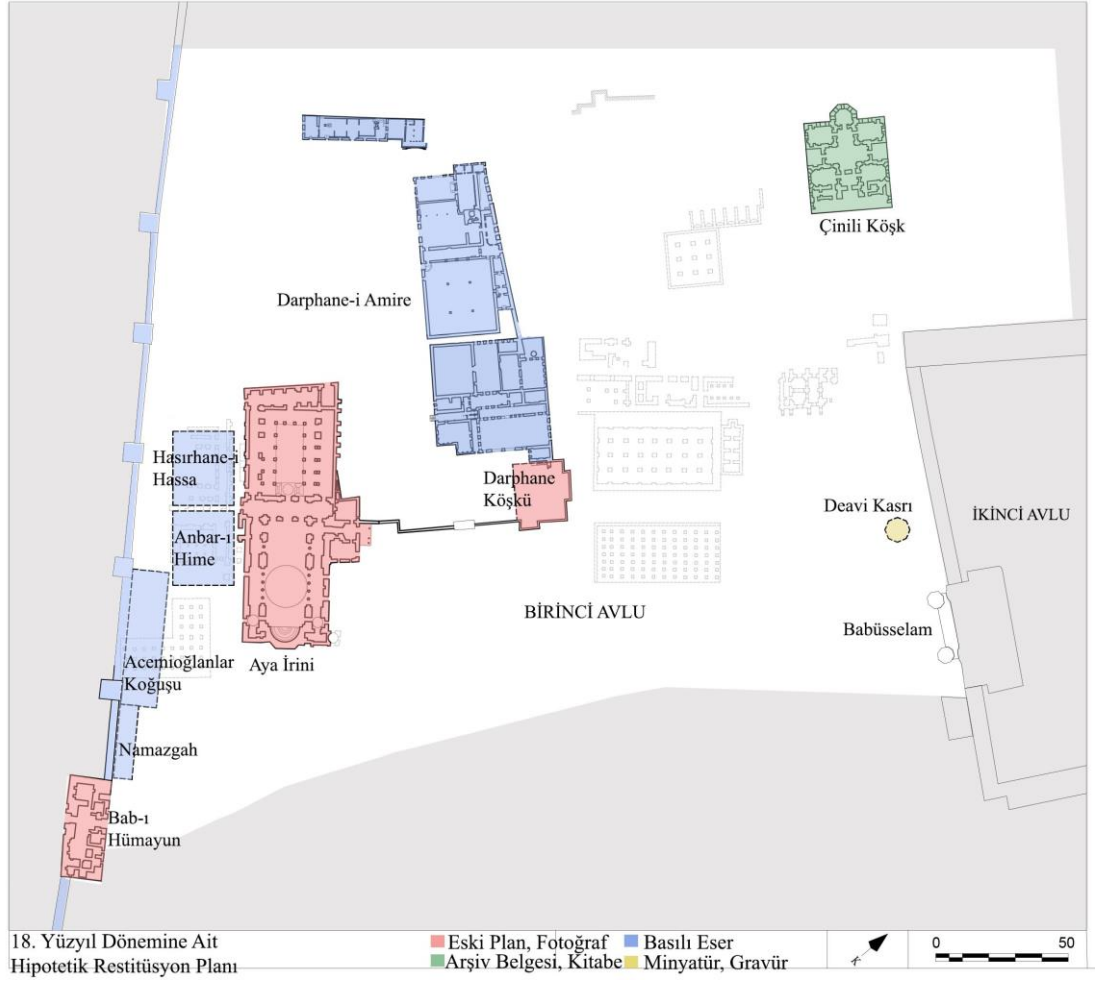 Çinili Köşk
Darphane-i Amire
Hasırhane-i
Hassa
Darphane
Köşkü
Anbar-ı
Hime
Deavi Kasrı
İKİNCİ AVLU
BİRİNCİ AVLU
Babüsselam
Acemioğlanlar
Koğuşu
Aya İrini
Namazgah
Bab-ı
Hümayun
18. Yüzyıl Dönemine Ait
Hipotetik Restitüsyon Planı
Eski Plan, Fotoğraf
Basılı Eser
Arşiv Belgesi, Kitabe
Minyatür, Gravür
K
0 50